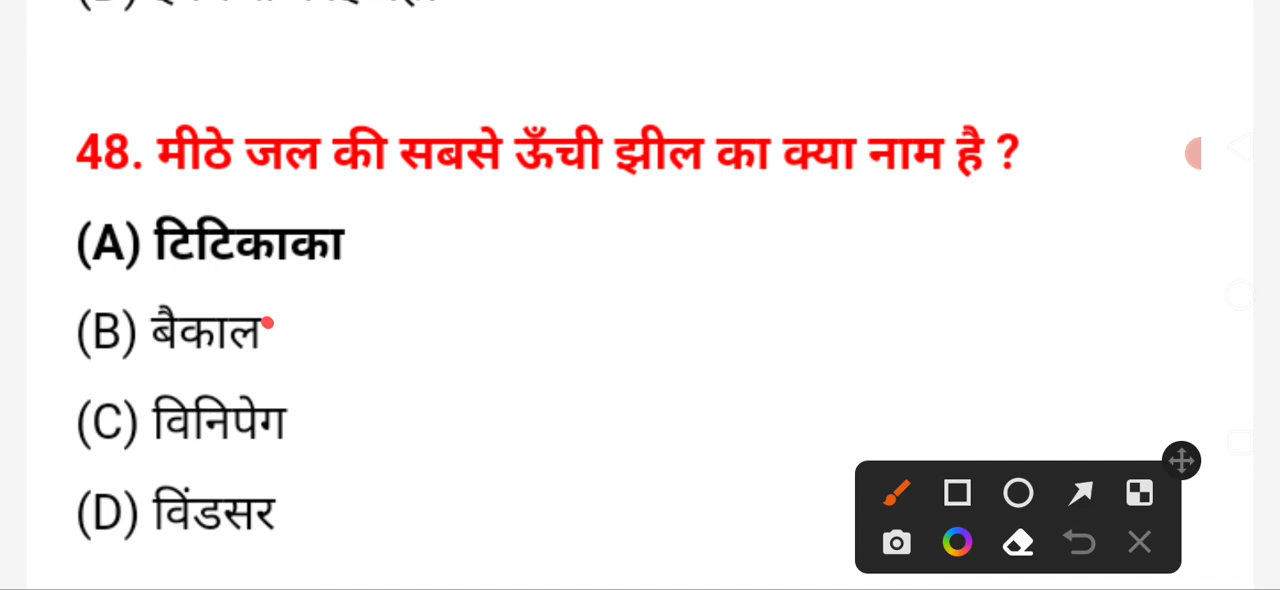 48. मीठे जल की सबसे ऊँची झील का क्या नाम है ?
(A) टिटिकाका
(B) बैकाल
(C) विनिपेग
(D) विंडसर